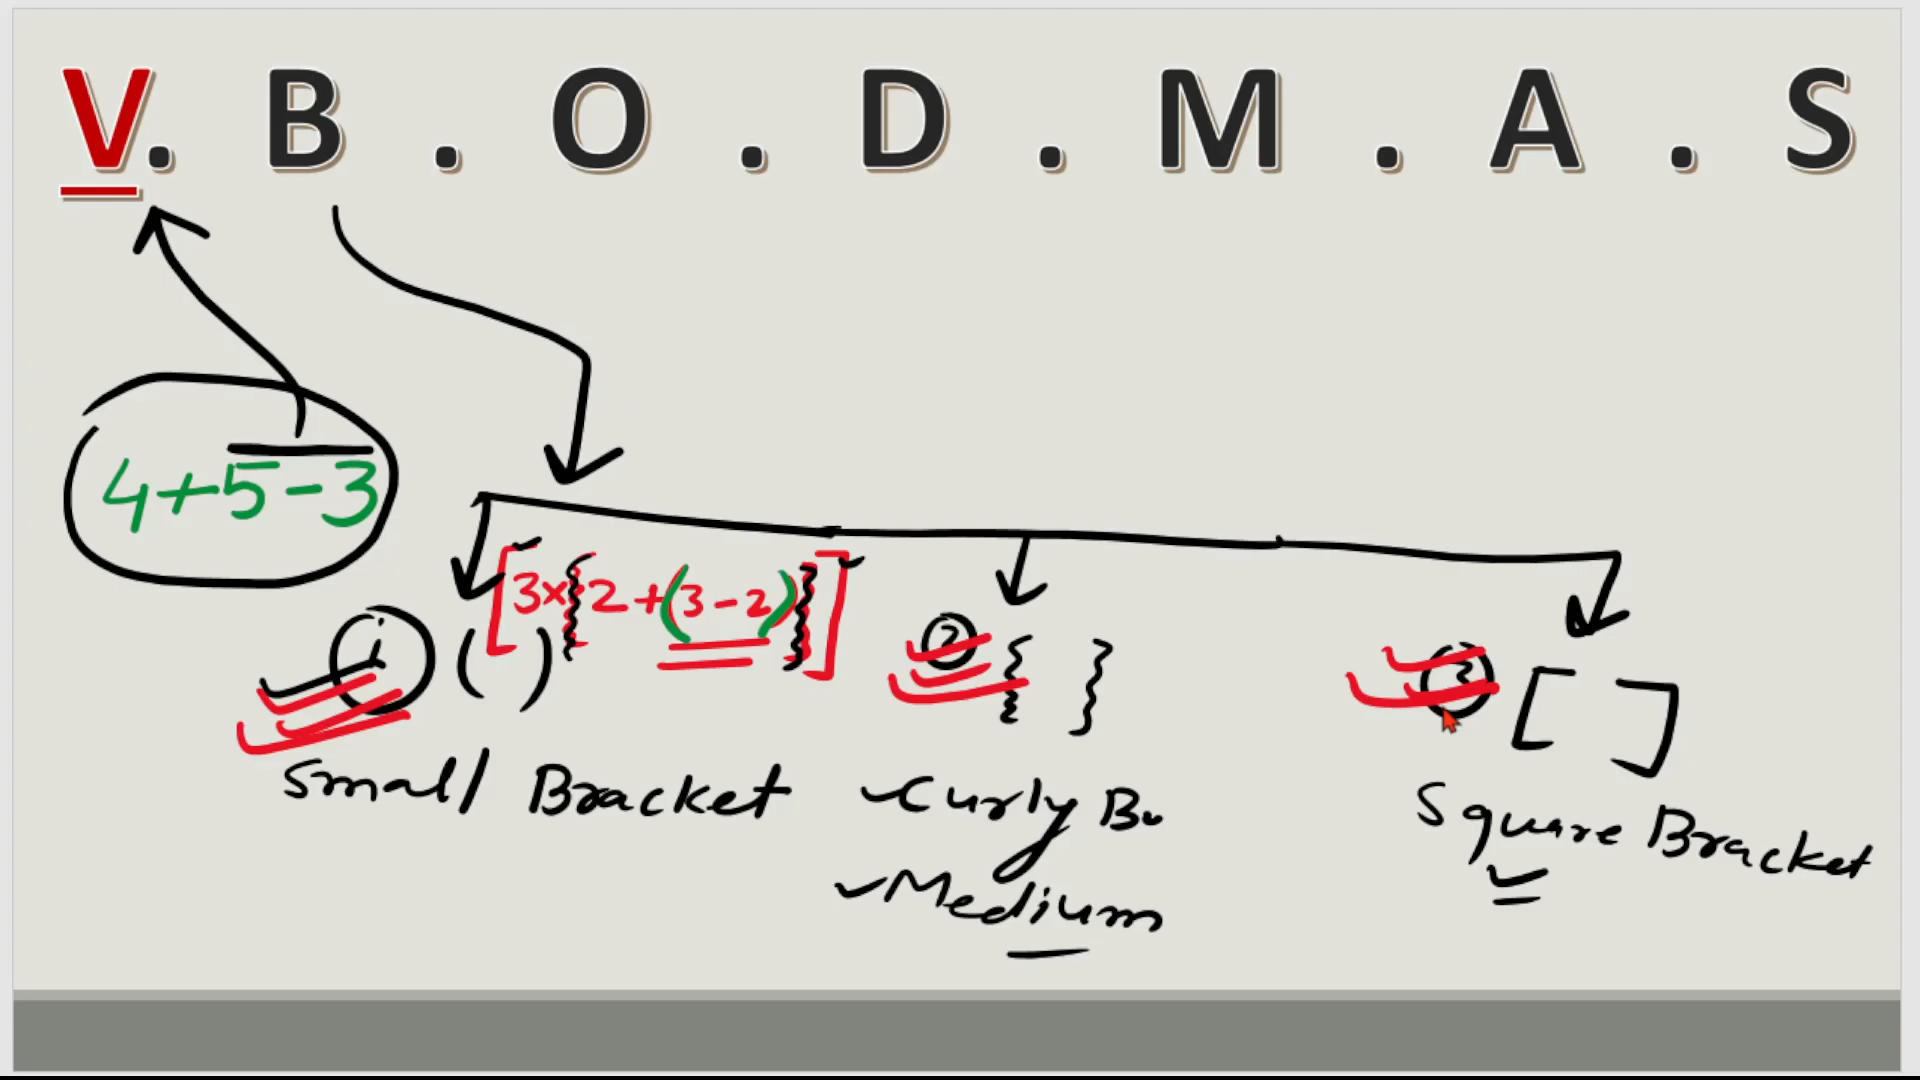 V. B . O . D . M . A . S
4+5-3
[3×{2+(3-2)}]
1 ( )
2 { }
3 [ ]
Small Bracket
Curly Br
Square Bracket
Medium